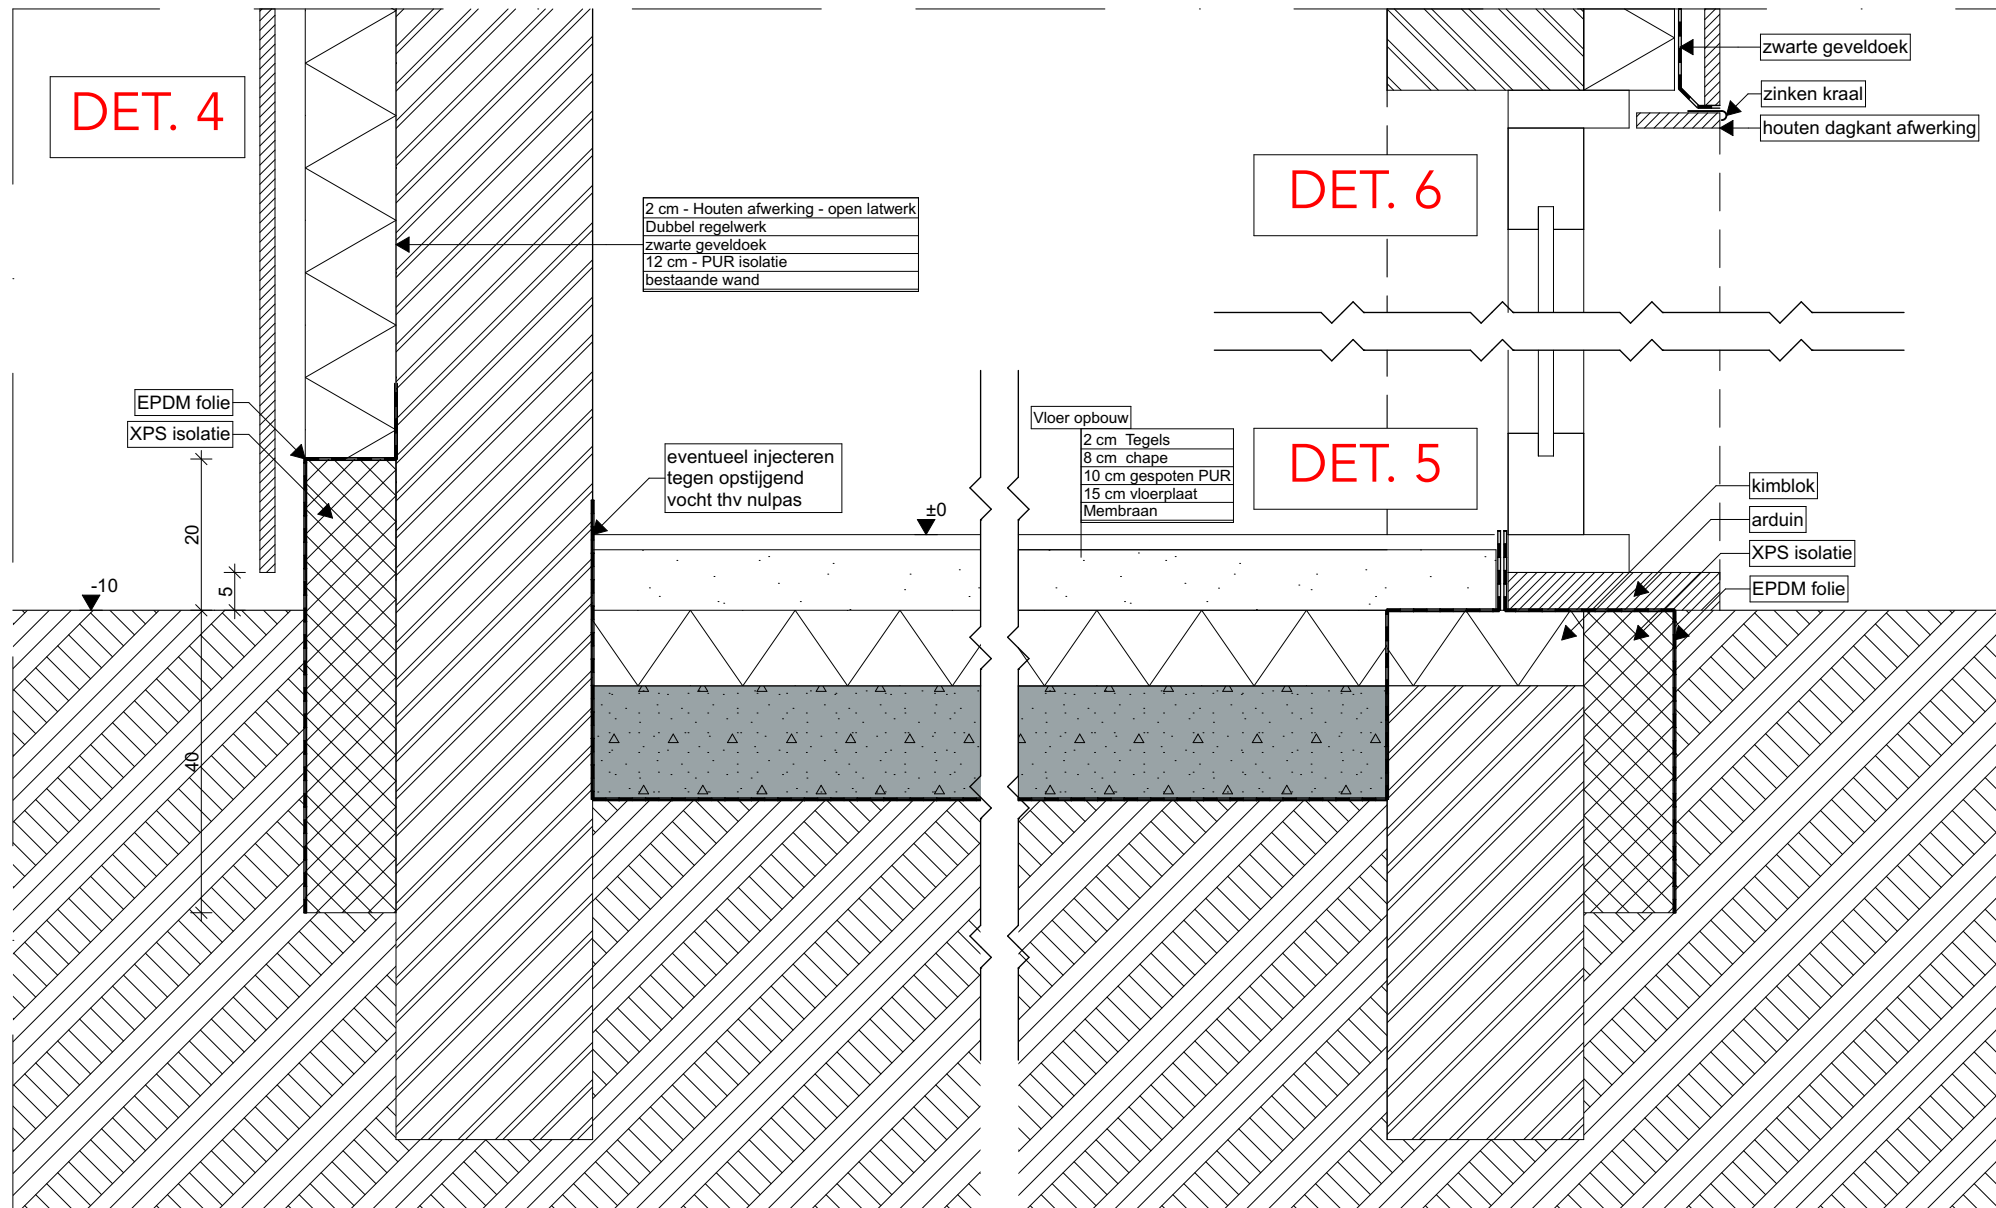 DET. 4
2 cm - Houten afwerking - open latwerk
Dubbel regelwerk
zwarte geveldoek
12 cm - PUR isolatie
bestaande wand
EPDM folie
XPS isolatie
20
5
-10
40
eventueel injecteren
tegen opstijgend
vocht thv nulpas
±0
Vloer opbouw
2 cm Tegels
8 cm chape
10 cm gespoten PUR
15 cm vloerplaat
Membraan
zwarte geveldoek
zinken kraal
houten dagkant afwerking
DET. 6
DET. 5
kimblok
arduin
XPS isolatie
EPDM folie